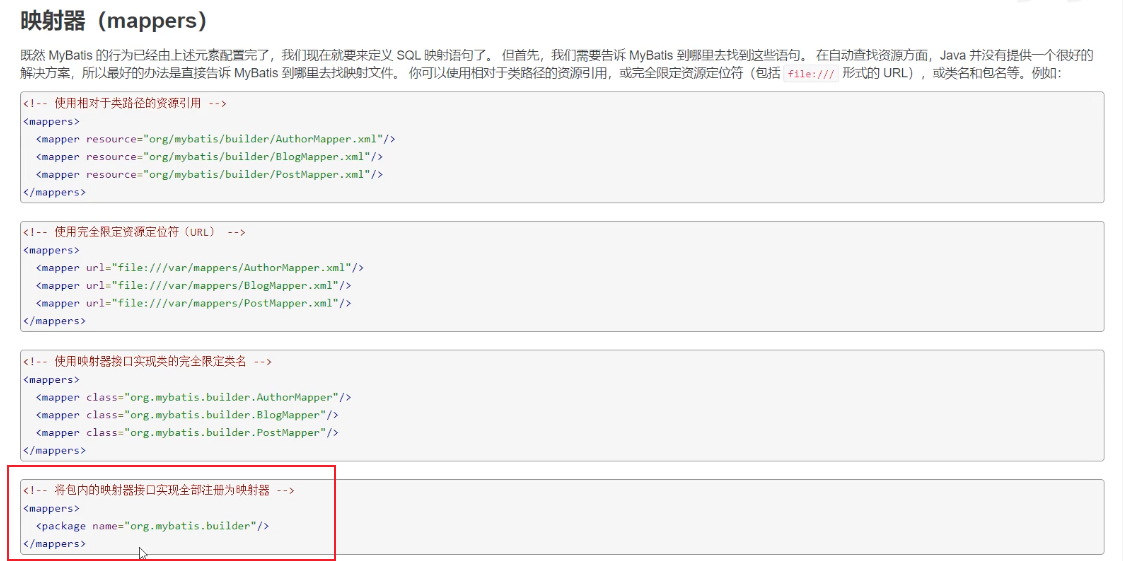 映射器（mappers）
既然 MyBatis 的行为已经由上述元素配置完了，我们现在就要来定义 SQL 映射语句了。 但首先，我们需要告诉 MyBatis 到哪里去找到这些语句。 在自动查找资源方面，Java 并没有提供一个很好的
解决方案，所以最好的办法是直接告诉 MyBatis 到哪里去找映射文件。 你可以使用相对于类路径的资源引用，或完全限定资源定位符（包括 file:/// 形式的 URL），或类名和包名等。例如：
<!-- 使用相对于类路径的资源引用 -->
<mappers>
  <mapper resource="org/mybatis/builder/AuthorMapper.xml"/>
  <mapper resource="org/mybatis/builder/BlogMapper.xml"/>
  <mapper resource="org/mybatis/builder/PostMapper.xml"/>
</mappers>
<!-- 使用完全限定资源定位符（URL） -->
<mappers>
  <mapper url="file:///var/mappers/AuthorMapper.xml"/>
  <mapper url="file:///var/mappers/BlogMapper.xml"/>
  <mapper url="file:///var/mappers/PostMapper.xml"/>
</mappers>
<!-- 使用映射器接口实现类的完全限定类名 -->
<mappers>
  <mapper class="org.mybatis.builder.AuthorMapper"/>
  <mapper class="org.mybatis.builder.BlogMapper"/>
  <mapper class="org.mybatis.builder.PostMapper"/>
</mappers>
<!-- 将包内的映射器接口实现全部注册为映射器 -->
<mappers>
  <package name="org.mybatis.builder"/>
</mappers>